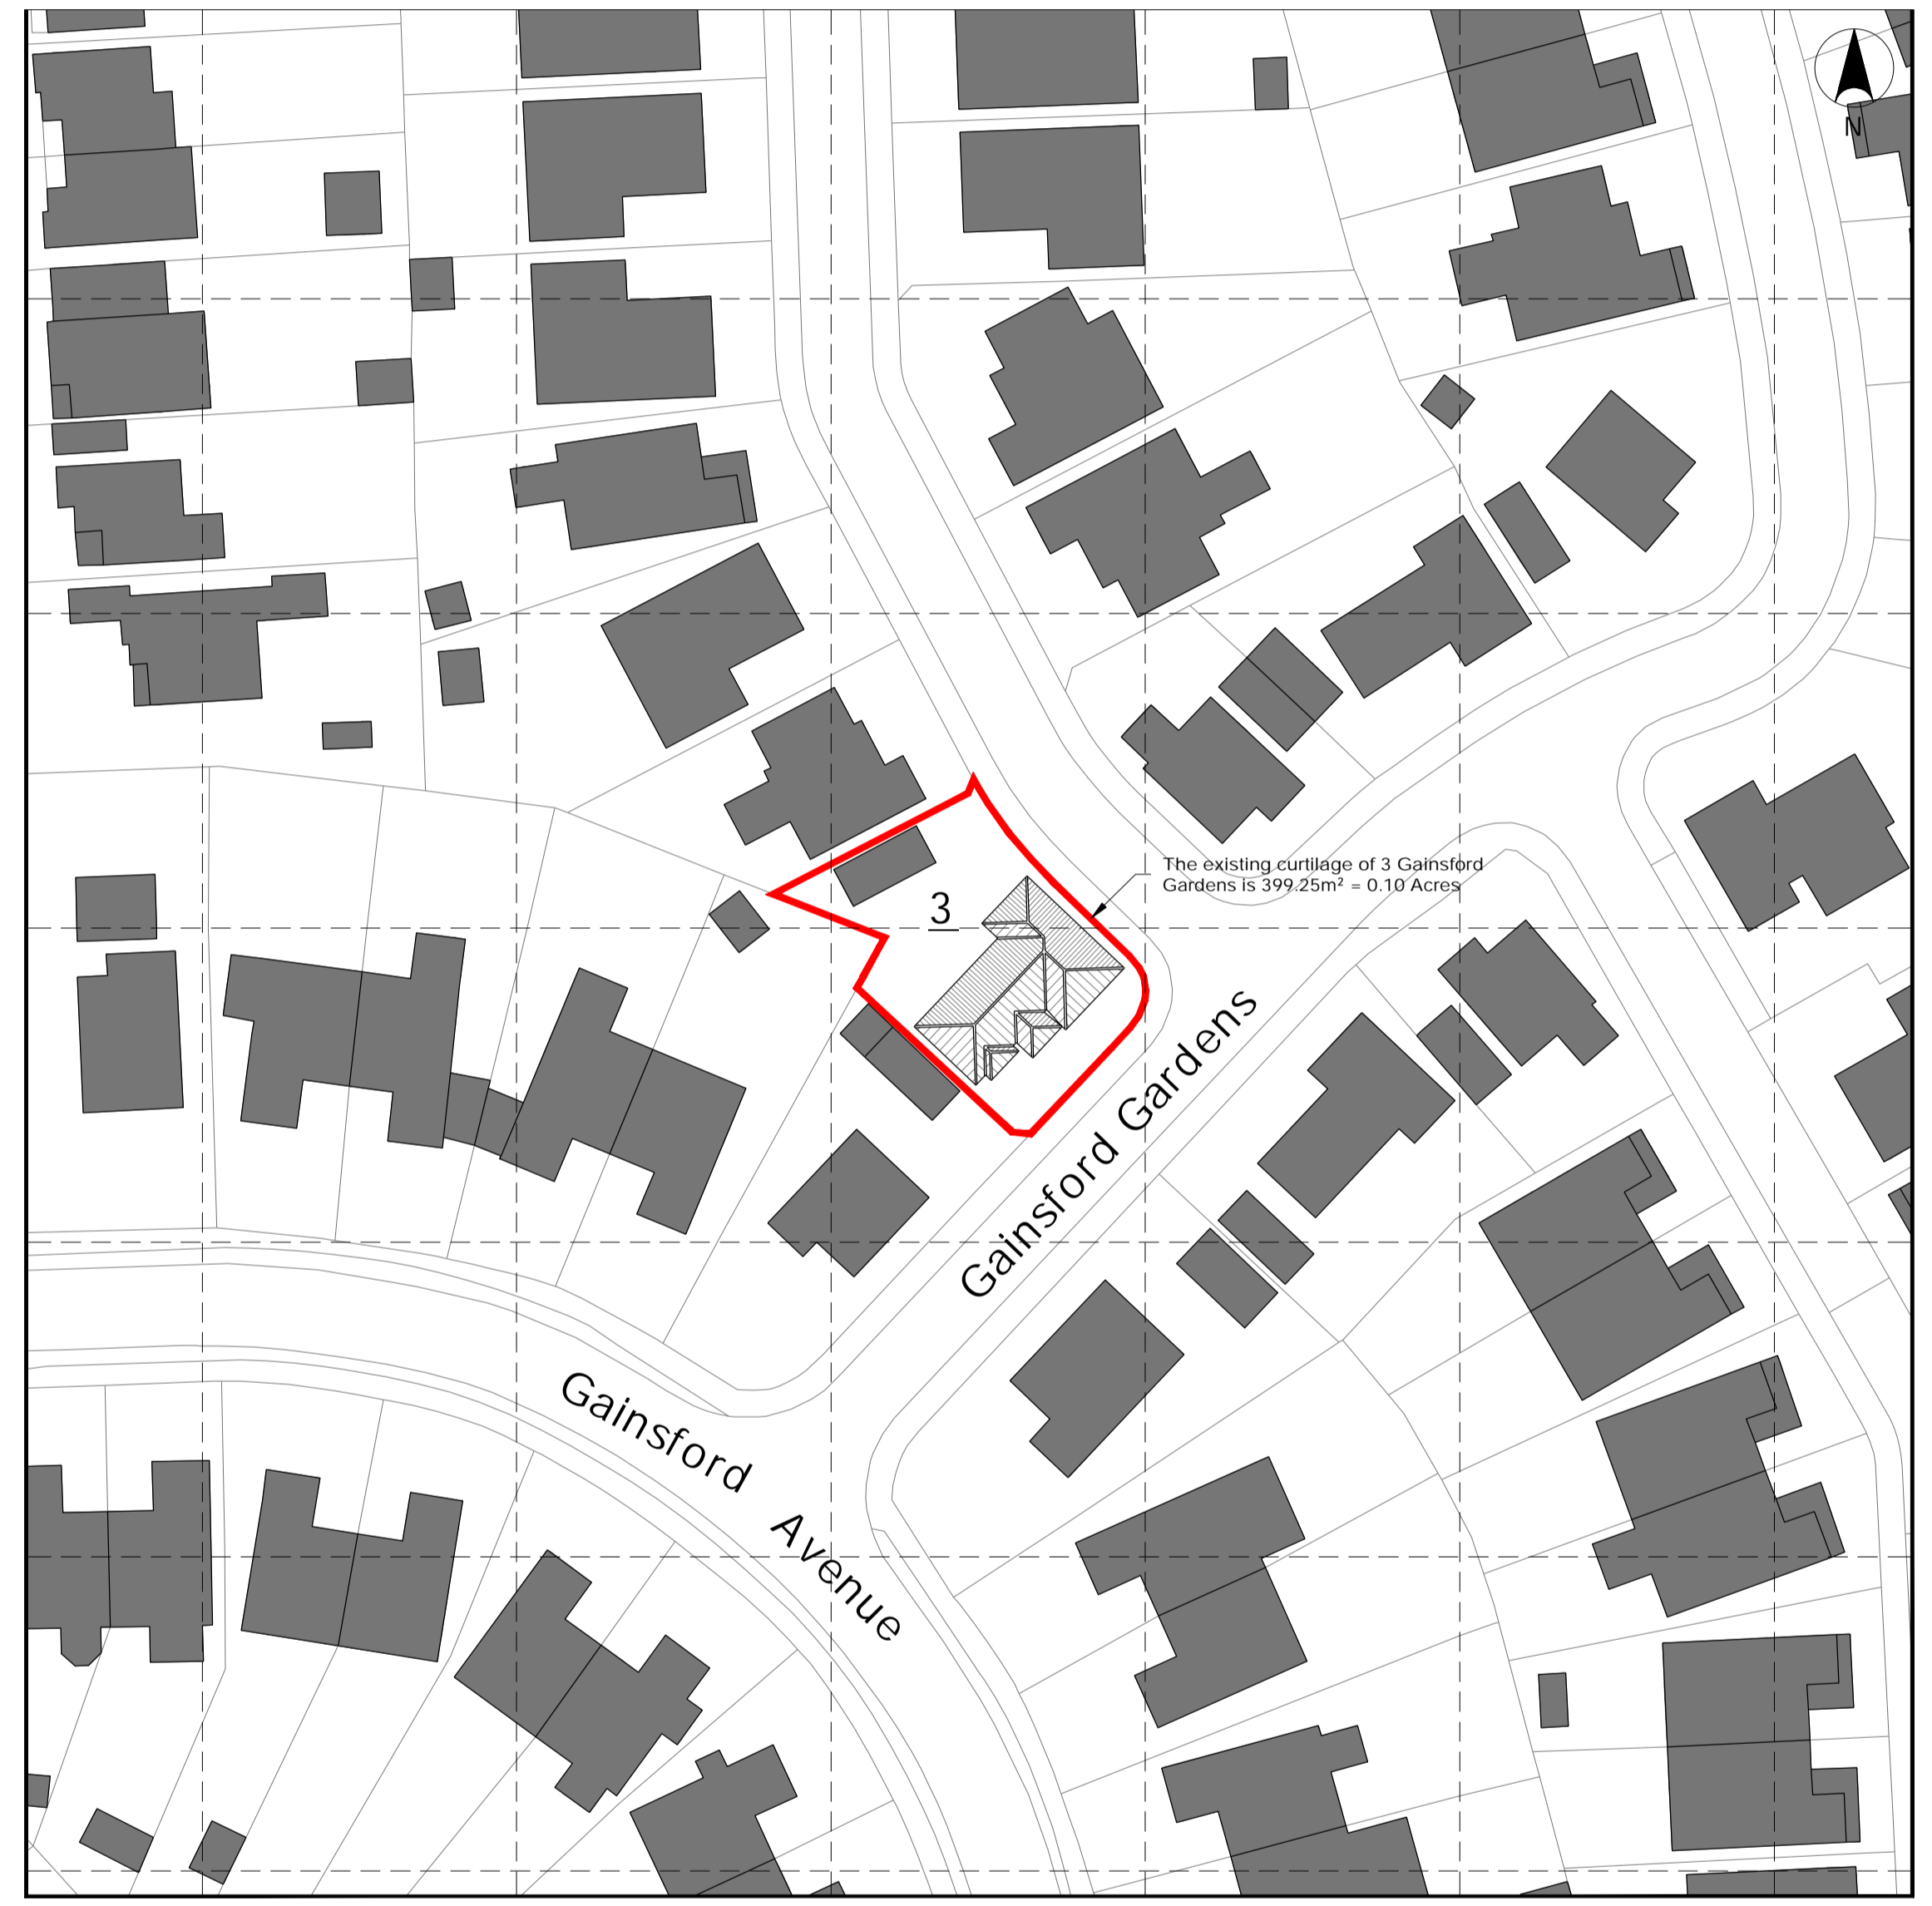 N
The existing curtilage of 3 Gainsford
Gardens is 399.25m² = 0.10 Acres
3
Gainsford Gardens
Gainsford
Avenue